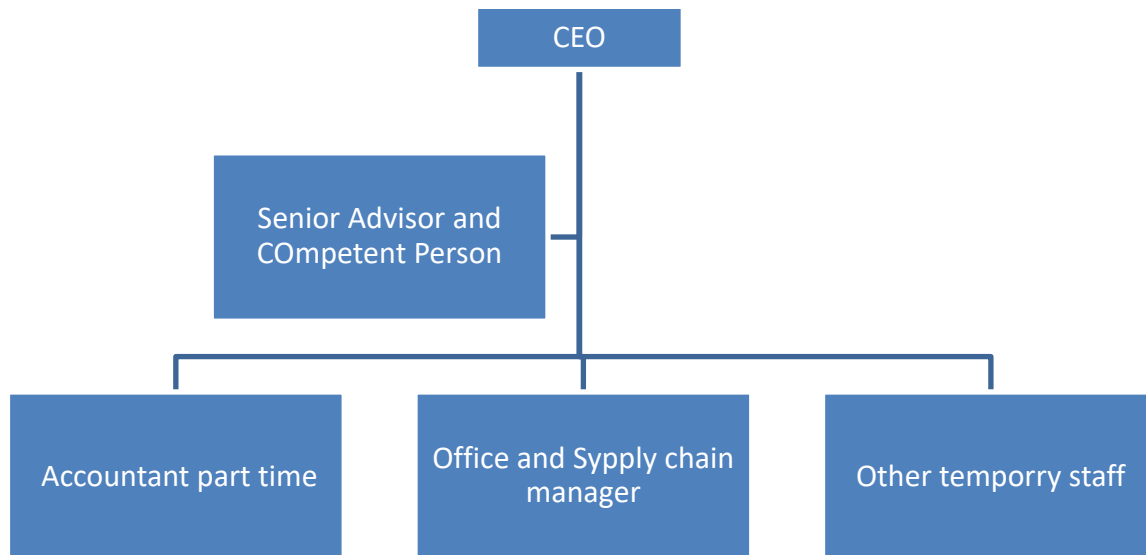 CEO
Senior Advisor and
COmpetent Person
Accountant part time
Office and Sypply chain
manager
Other temporry staff